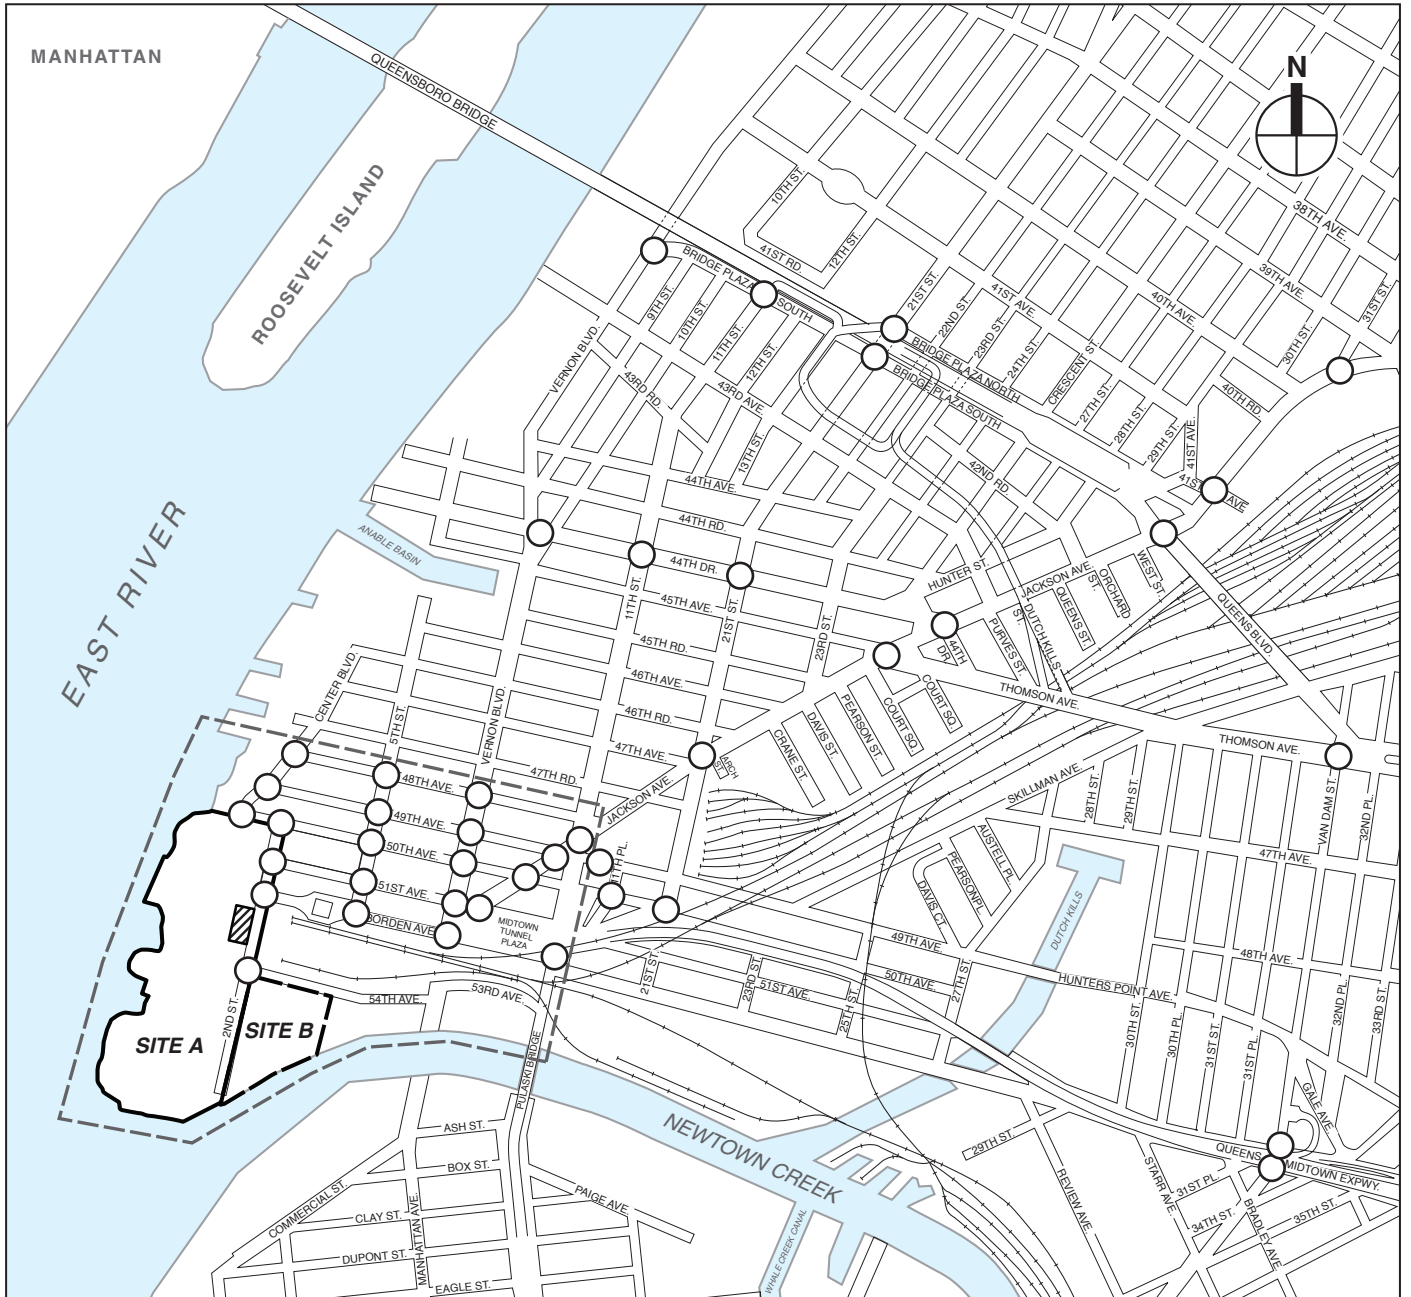 MANHATTAN
N
QUEENSBORO BRIDGE
ROOSEVELT ISLAND
EAST RIVER
10TH ST.
41ST RD.
12TH ST.
38TH AVE.
39TH AVE.
40TH AVE.
31ST ST.
30TH ST.
BRIDGE PLAZA
SOUTH
21ST ST.
22ND ST.
41ST AVE.
23RD ST.
24TH ST.
CRESCENT ST.
27TH ST.
28TH ST.
29TH ST.
40TH RD.
41ST AVE.
BRIDGE PLAZA NORTH
BRIDGE PLAZA SOUTH
9TH ST.
10TH ST.
11TH ST.
12TH ST.
VERNON BLVD.
43RD RD.
43RD AVE.
13TH ST.
42ND RD.
44TH AVE.
44TH RD.
44TH DR.
ANABLE BASIN
HUNTER ST.
JACKSON AVE.
ORCHARD
ST.
WEST ST.
QUEENS ST.
DUTCH KILLS
ST.
PURVES ST.
QUEENS BLVD.
45TH AVE.
11TH ST.
21ST ST.
23RD ST.
45TH RD.
46TH AVE.
46TH RD.
47TH AVE.
44TH
DR.
COURT SQ.
COURT SQ.
PEARSON ST.
DAVIS ST.
CRANE ST.
ARCH
ST.
THOMSON AVE.
THOMSON AVE.
CENTER BLVD.
5TH ST.
VERNON BLVD.
47TH RD.
48TH AVE.
49TH AVE.
50TH AVE.
51ST AVE.
BORDEN AVE.
JACKSON AVE.
MIDTOWN
TUNNEL
PLAZA
SKILLMAN AVE.
28TH ST.
29TH ST.
VAN DAM ST.
32ND PL.
47TH AVE.
AUSTELL PL.
PEARSON PL.
DAVIS CT.
DUTCH KILLS
49TH AVE.
50TH AVE.
51ST AVE.
21ST ST.
23RD ST.
25TH ST.
27TH ST.
HUNTERS POINT AVE.
48TH AVE.
30TH ST.
30TH PL.
31ST ST.
31ST PL.
32ND PL.
33RD ST.
GALE AVE.
2ND ST.
SITE A
SITE B
54TH AVE.
53RD AVE.
PULASKI BRIDGE
NEWTOWN CREEK
WHALE CREEK CANAL
ASH ST.
BOX ST.
COMMERCIAL ST.
CLAY ST.
DUPONT ST.
EAGLE ST.
MANHATTAN AVE.
PAIGE AVE.
29TH ST.
REVIEW AVE.
STARR AVE.
31ST PL.
34TH ST.
35TH ST.
BRADLEY AVE.
QUEENS
MIDTOWN EXPWY.